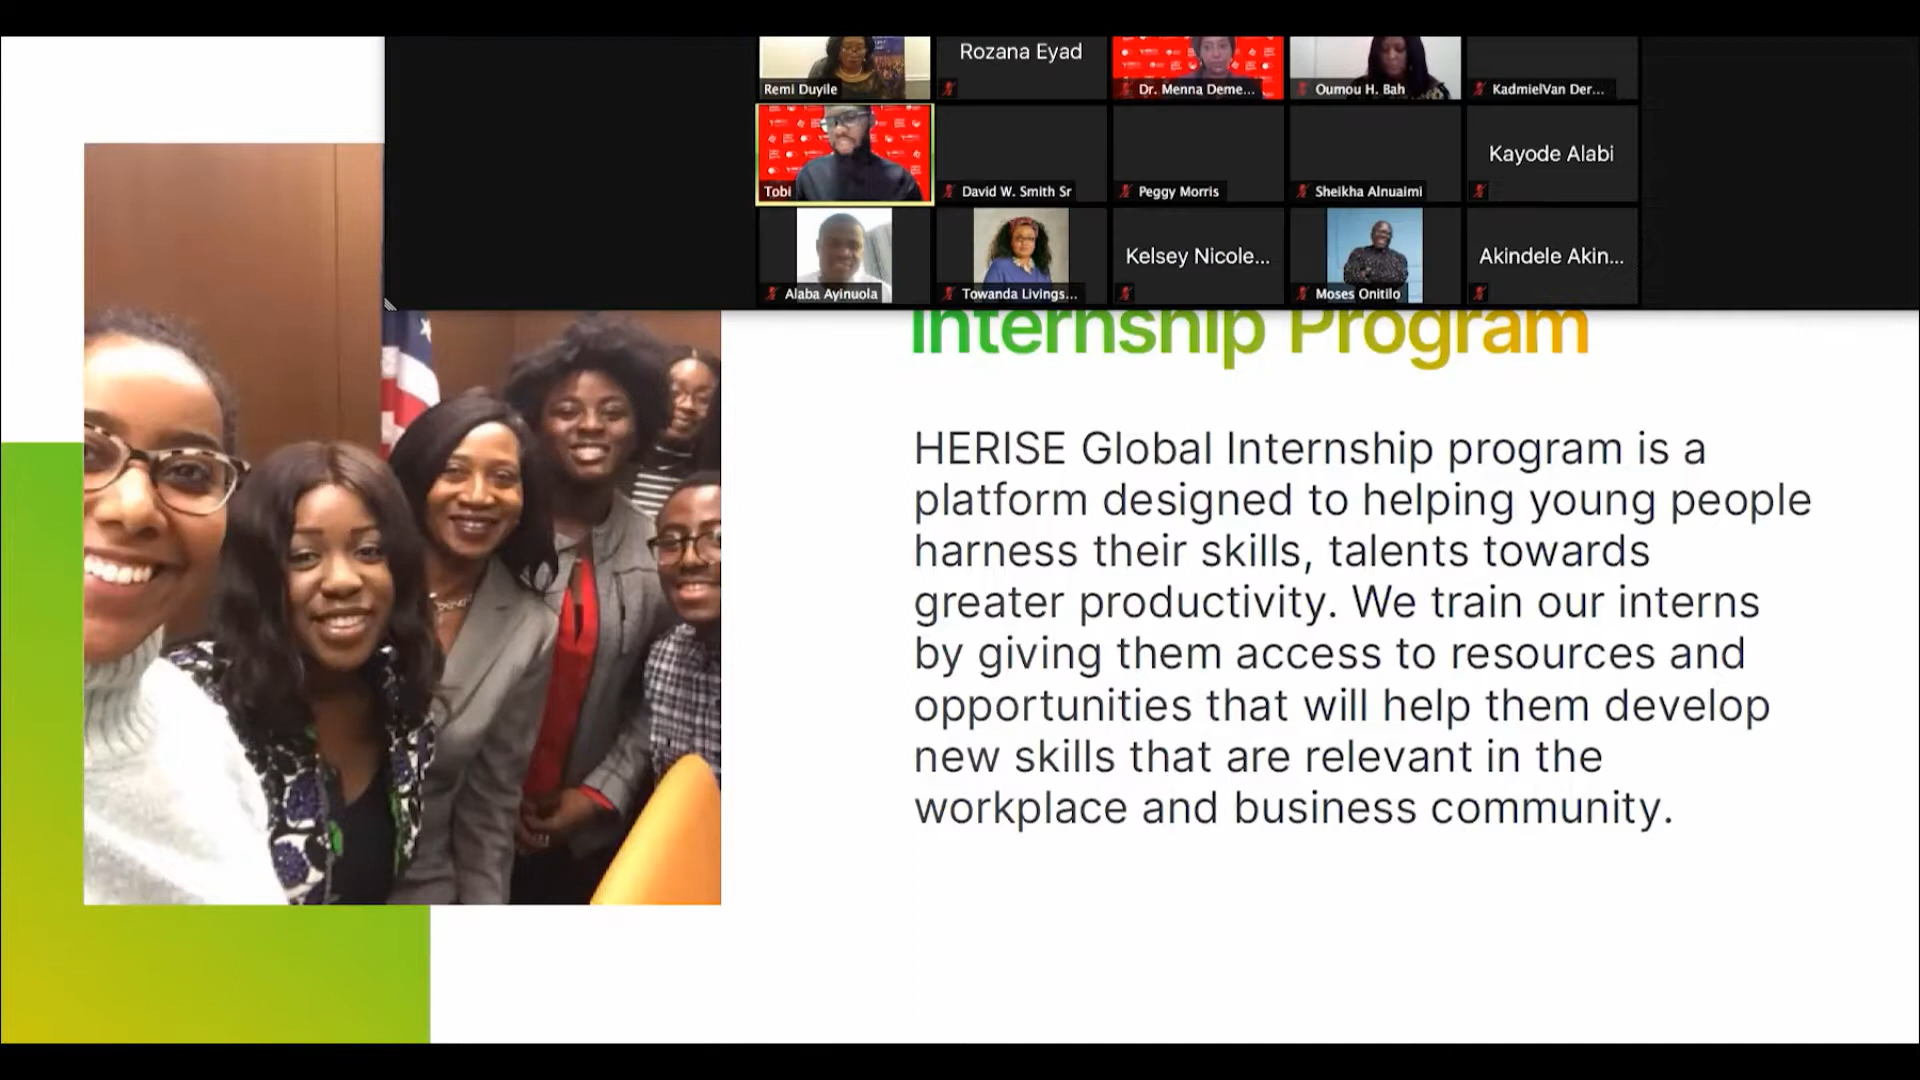 Remi Duyile
Rozana Eyad
Dr. Menna Deme...
Oumou H. Bah
KadmielVan Der...
Tobi
David W. Smith Sr
Peggy Morris
Sheikha Alnuaimi
Kayode Alabi
Alaba Ayinuola
Towanda Livings...
Kelsey Nicole...
Moses Onitilo
Akindele Akin...
Internship Program
HERISE Global Internship program is a
platform designed to helping young people
harness their skills, talents towards
greater productivity. We train our interns
by giving them access to resources and
opportunities that will help them develop
new skills that are relevant in the
workplace and business community.